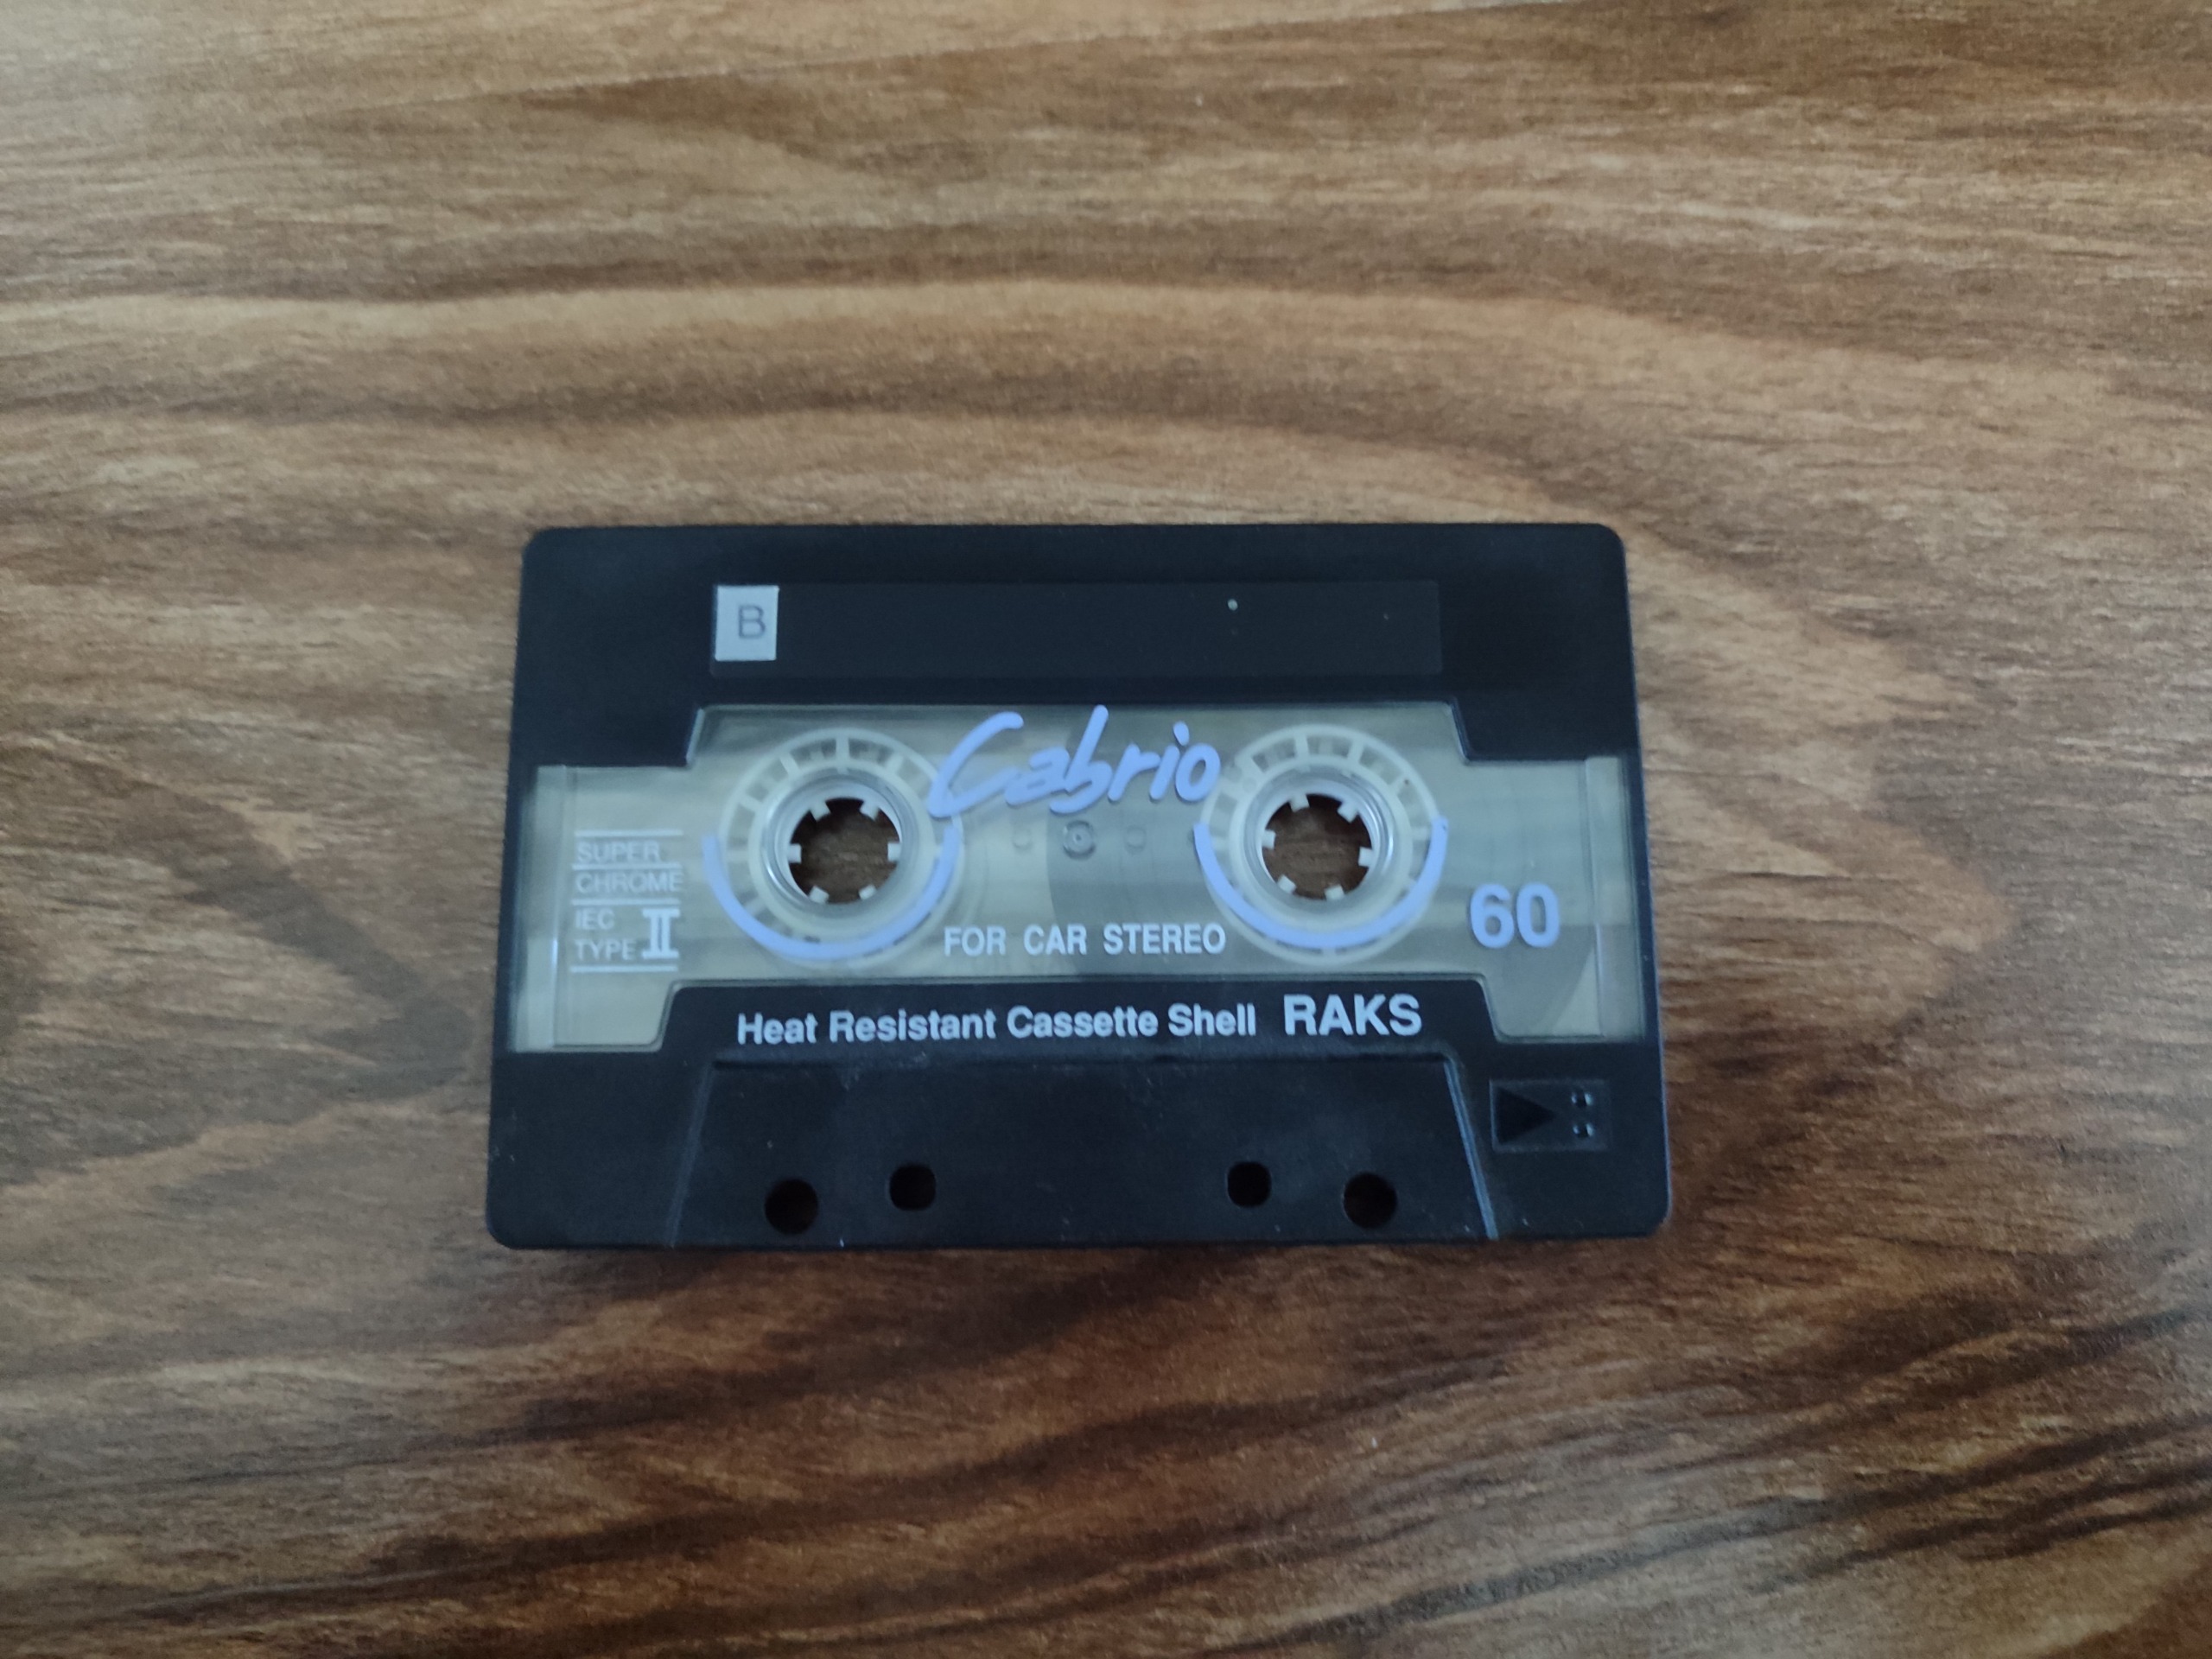 B
Cabrio
SUPER
CHROME
IEC
TYPE II
FOR CAR STEREO
60
Heat Resistant Cassette Shell RAKS